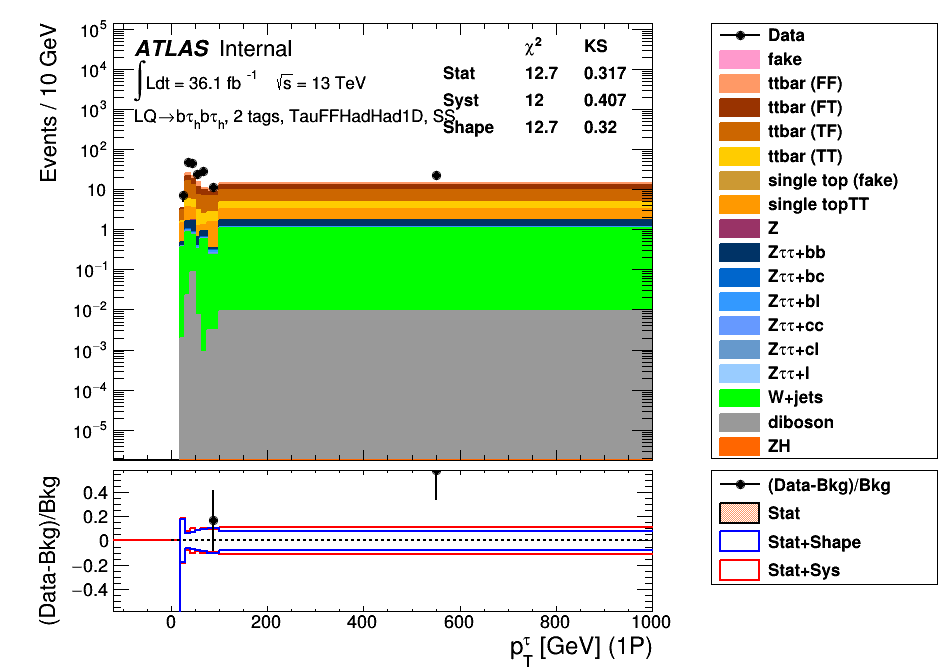 ATLAS Internal
∫Ldt = 36.1 fb⁻¹ √s = 13 TeV
LQ→bτhbτh, 2 tags, TauFFHadHad1D, SS,
χ² KS
Stat 12.7 0.317
Syst 12 0.407
Shape 12.7 0.32
Events / 10 GeV
10⁵
10⁴
10³
10²
10
1
10⁻¹
10⁻²
10⁻³
10⁻⁴
10⁻⁵
Data
fake
ttbar (FF)
ttbar (FT)
ttbar (TF)
ttbar (TT)
single top (fake)
single topTT
Z
Zττ+bb
Zττ+bc
Zττ+bl
Zττ+cc
Zττ+cl
Zττ+l
W+jets
diboson
ZH
(Data-Bkg)/Bkg
0.4
0.2
0
−0.2
−0.4
0 200 400 600 800 1000
pTτ [GeV] (1P)
(Data-Bkg)/Bkg
Stat
Stat+Shape
Stat+Sys